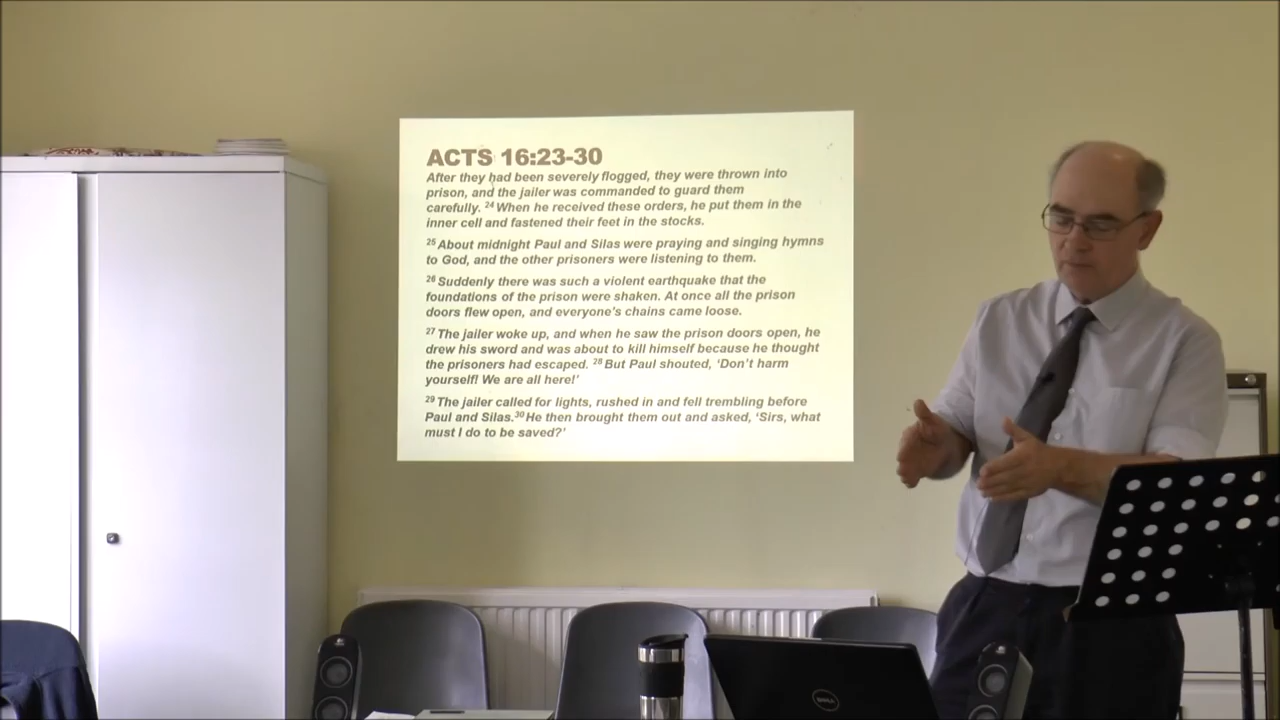 ACTS 16:23-30
After they had been severely flogged, they were thrown into
prison, and the jailer was commanded to guard them
carefully. 24 When he received these orders, he put them in the
inner cell and fastened their feet in the stocks.
25 About midnight Paul and Silas were praying and singing hymns
to God, and the other prisoners were listening to them.
26 Suddenly there was such a violent earthquake that the
foundations of the prison were shaken. At once all the prison
doors flew open, and everyone's chains came loose.
27 The jailer woke up, and when he saw the prison doors open, he
drew his sword and was about to kill himself because he thought
the prisoners had escaped. 28 But Paul shouted, ‘Don't harm
yourself! We are all here!’
29 The jailer called for lights, rushed in and fell trembling before
Paul and Silas.30 He then brought them out and asked, ‘Sirs, what
must I do to be saved?’
DELL